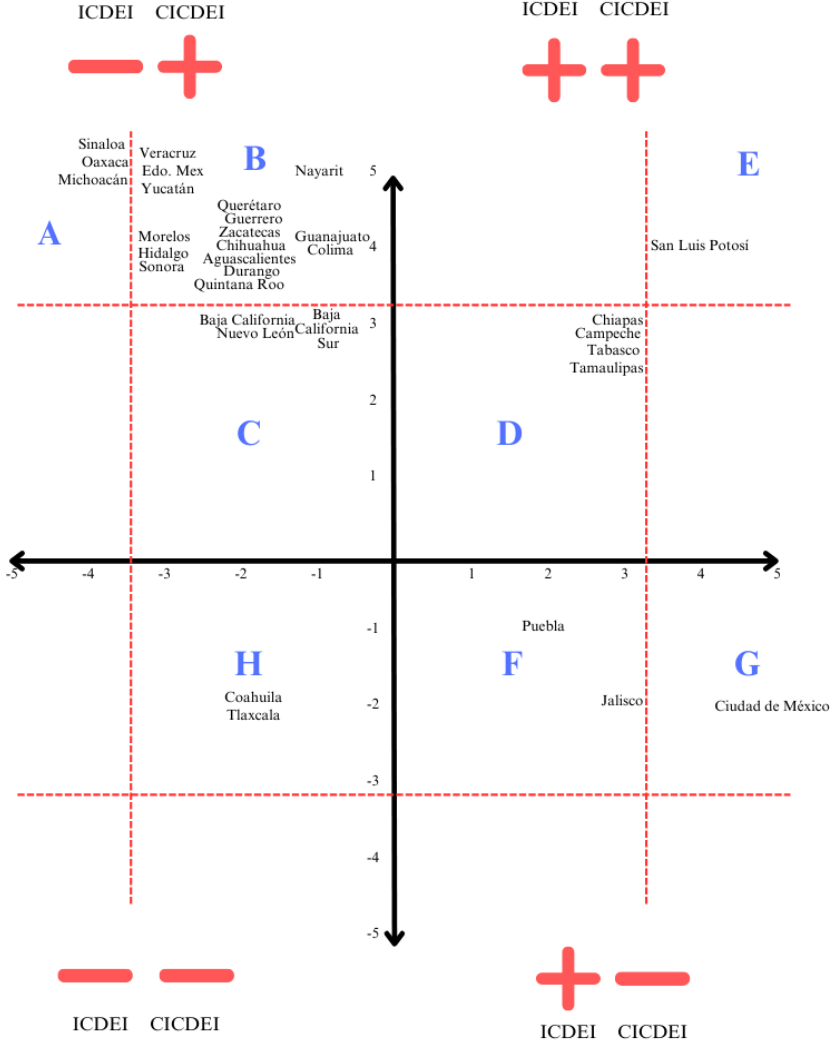 ICDEI CICDEI
ICDEI CICDEI
Sinaloa
Oaxaca
Michoacán
Veracruz
Edo. Mex
Yucatán
B
Nayarit
5
E
A
Morelos
Hidalgo
Sonora
Querétaro
Guerrero
Zacatecas
Chihuahua
Aguascalientes
Durango
Quintana Roo
Guanajuato
Colima
4
San Luis Potosí
Baja California
Nuevo León
Baja
California
Sur
3
Chiapas
Campeche
Tabasco
Tamaulipas
2
C
D
1
-5 -4 -3 -2 -1 1 2 3 4 5
-1
Puebla
H
F
G
Coahuila
Tlaxcala
-2
Jalisco
Ciudad de México
-3
-4
-5
ICDEI CICDEI
ICDEI CICDEI